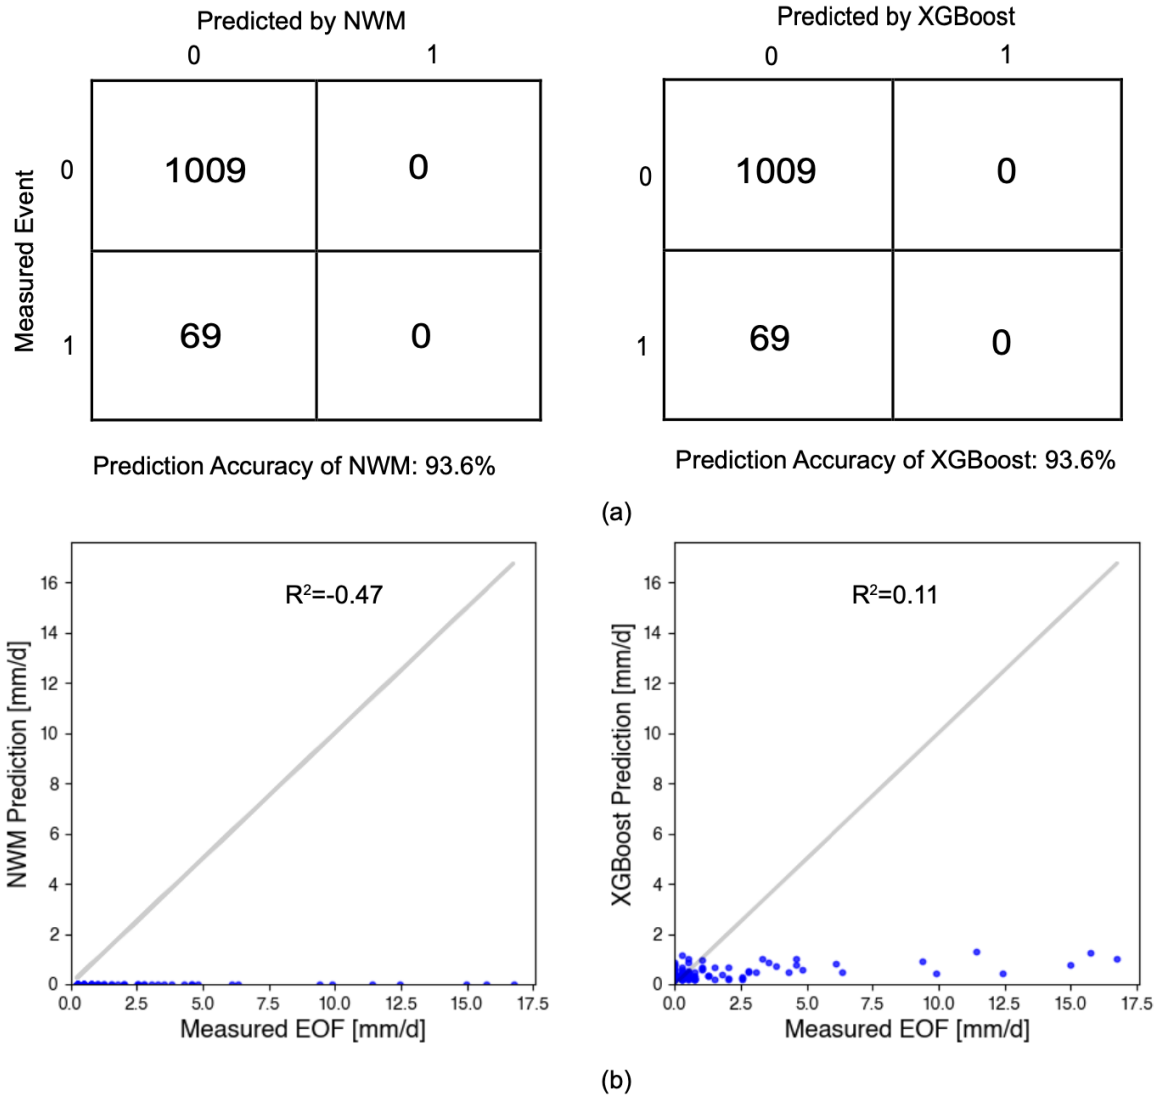 Predicted by NWM
0 1
Measured Event
0 1009 0
1 69 0
Prediction Accuracy of NWM: 93.6%
Predicted by XGBoost
0 1
0 1009 0
1 69 0
Prediction Accuracy of XGBoost: 93.6%
(a)
NWM Prediction [mm/d]
R²=-0.47
16
14
12
10
8
6
4
2
0
0.0 2.5 5.0 7.5 10.0 12.5 15.0 17.5
Measured EOF [mm/d]
XGBoost Prediction [mm/d]
R²=0.11
16
14
12
10
8
6
4
2
0
0.0 2.5 5.0 7.5 10.0 12.5 15.0 17.5
Measured EOF [mm/d]
(b)